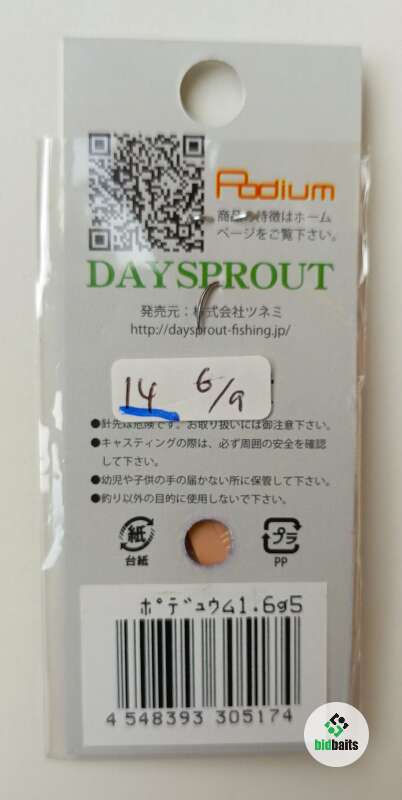 Podium
商品の特徴はホーム
ページをご覧下さい。
DAYSPROUT
発売元：株式会社ツネミ
http://daysprout-fishing.jp/
14 6/9
●針先は危険です。お取り扱いには御注意下さい。
●キャスティングの際は、必ず周囲の安全を確認
して下さい。
●幼児や子供の手の届かない所に保管して下さい。
●釣り以外の目的に使用しないで下さい。
紙
台紙
プラ
PP
ポデュウム1.6g5
4 548393 305174
bidbaits